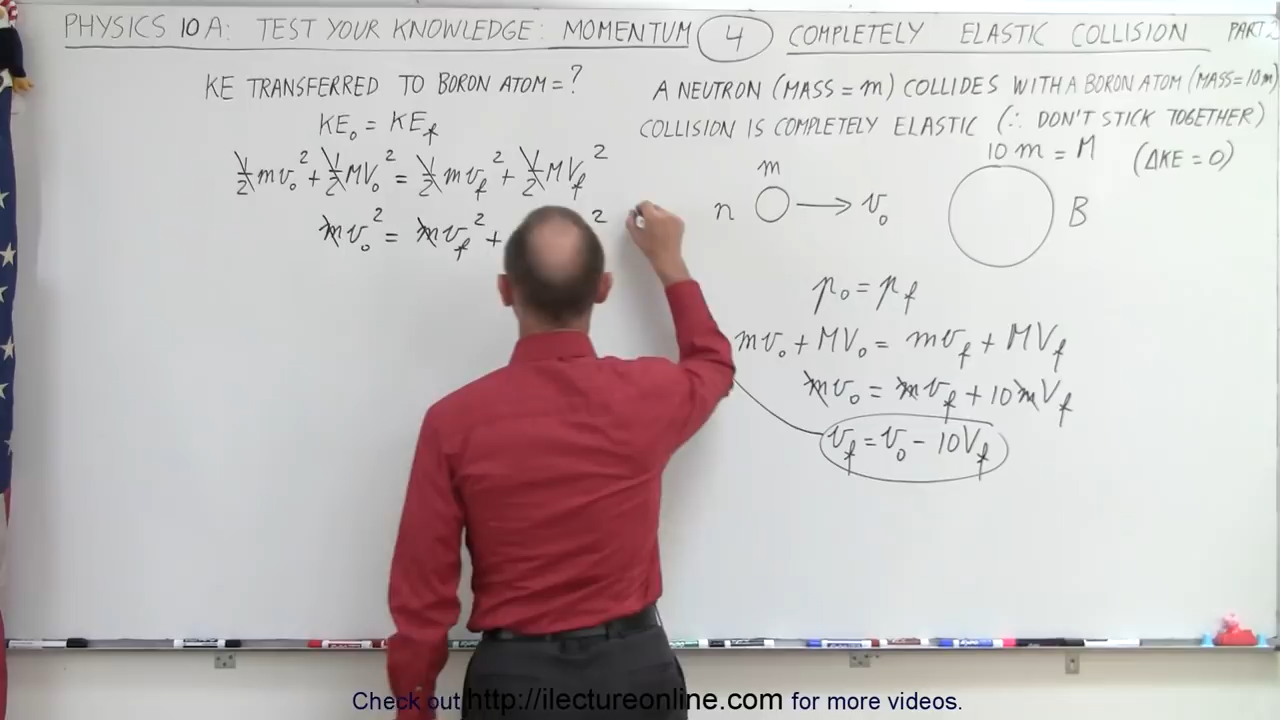 PHYSICS 10A: TEST YOUR KNOWLEDGE: MOMENTUM 4 COMPLETELY ELASTIC COLLISION PART 2
KE TRANSFERRED TO BORON ATOM = ?
KE₀ = KE_f
½mv₀² + ½MV₀² = ½mv_f² + ½MV_f²
mv₀² = mv_f² + ²
A NEUTRON (MASS = m) COLLIDES WITH A BORON ATOM (MASS=10m)
COLLISION IS COMPLETELY ELASTIC (∴ DON'T STICK TOGETHER)
10m = M (ΔKE = 0)
m
n v₀ B
p₀ = p_f
mv₀ + MV₀ = mv_f + MV_f
mv₀ = mv_f + 10mV_f
v_f = v₀ - 10V_f
Check out http://ilectureonline.com for more videos.